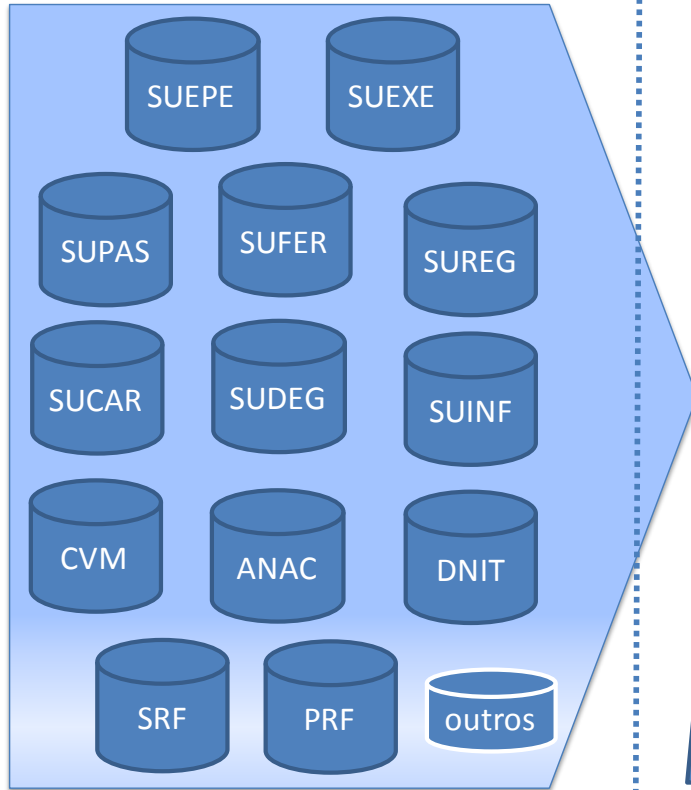 SUEPE
SUEXE
SUPAS
SUFER
SUREG
SUCAR
SUDEG
SUINF
CVM
ANAC
DNIT
SRF
PRF
outros